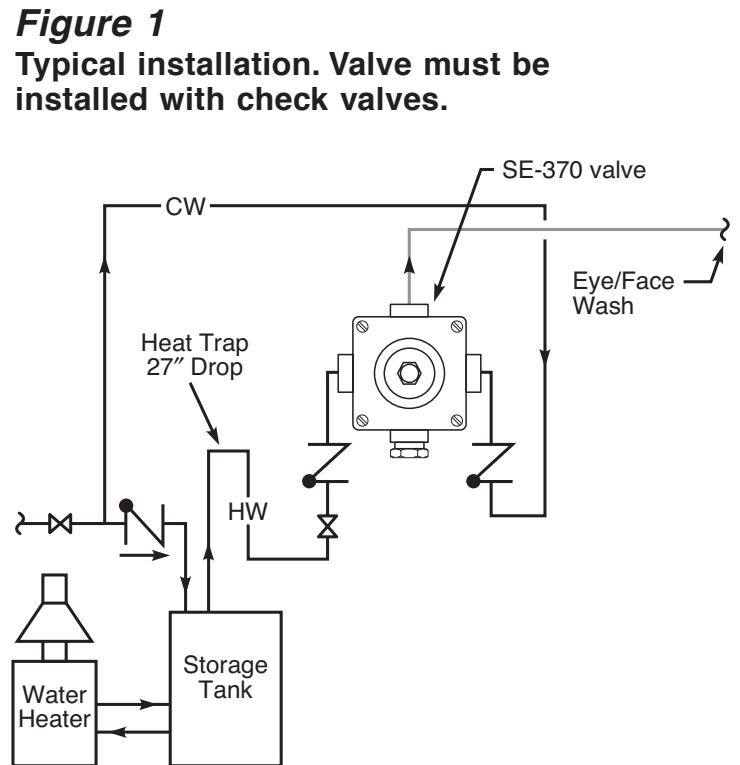 Figure 1
Typical installation. Valve must be
installed with check valves.
SE-370 valve
CW
Eye/Face
Wash
Heat Trap
27″ Drop
HW
Storage
Tank
Water
Heater